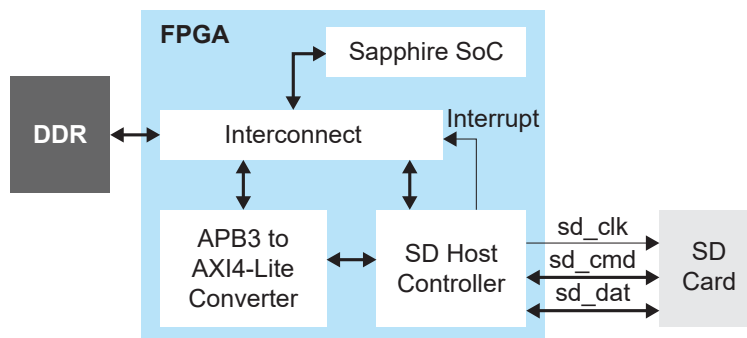 FPGA
Sapphire SoC
DDR
Interconnect
Interrupt
APB3 to
AXI4-Lite
Converter
SD Host
Controller
sd_clk
sd_cmd
sd_dat
SD
Card